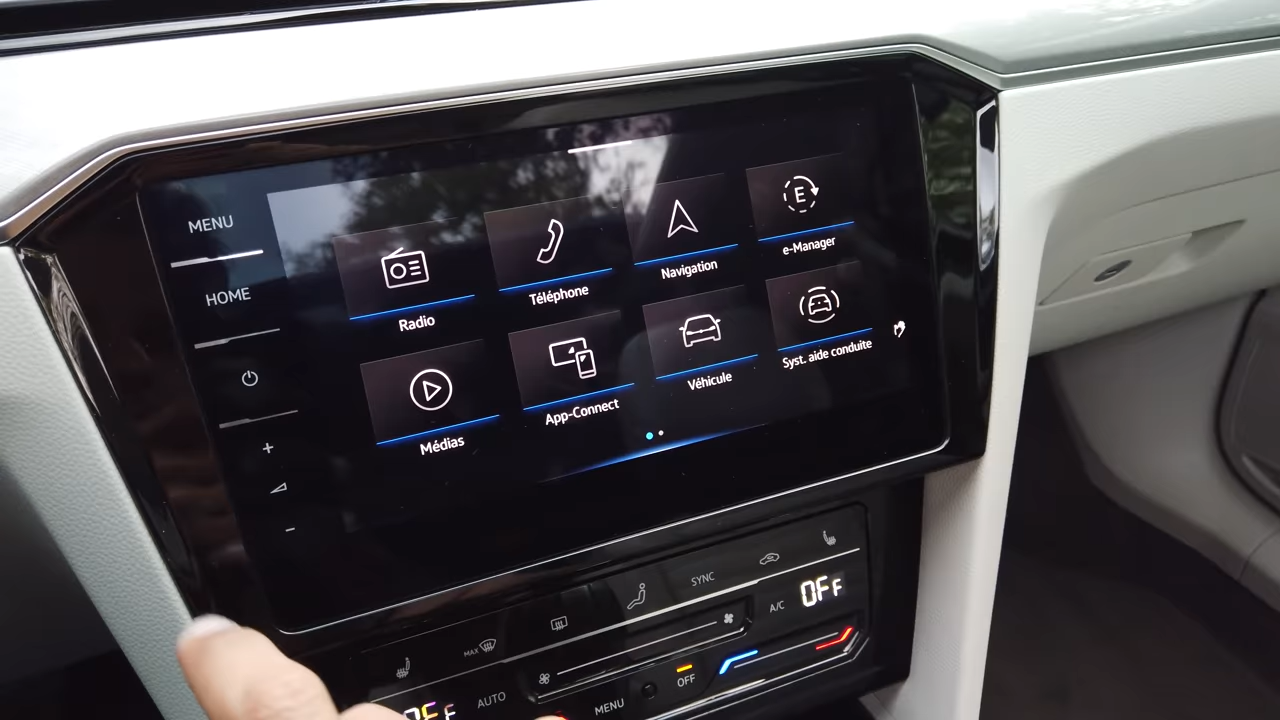 MENU
HOME
Radio
Téléphone
Navigation
E
e-Manager
Médias
App-Connect
Véhicule
Syst. aide conduite
SYNC
MAX
A/C
OFF
OFF
AUTO
MENU
OFF